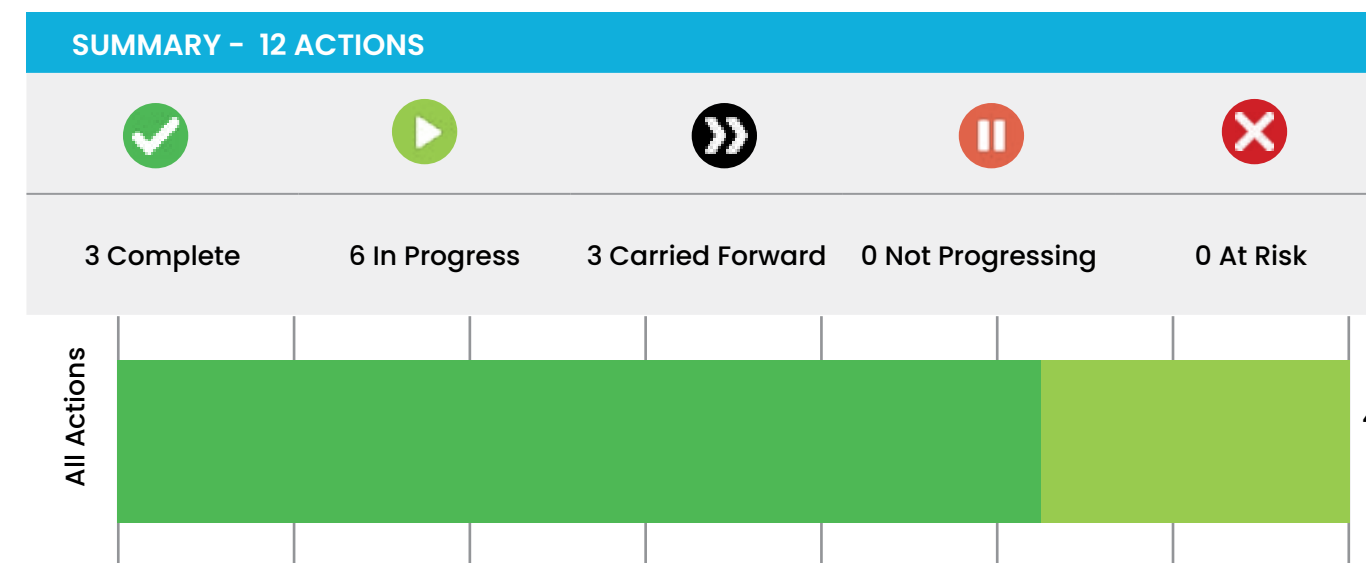 SUMMARY - 12 ACTIONS
3 Complete
6 In Progress
3 Carried Forward
0 Not Progressing
0 At Risk
All Actions